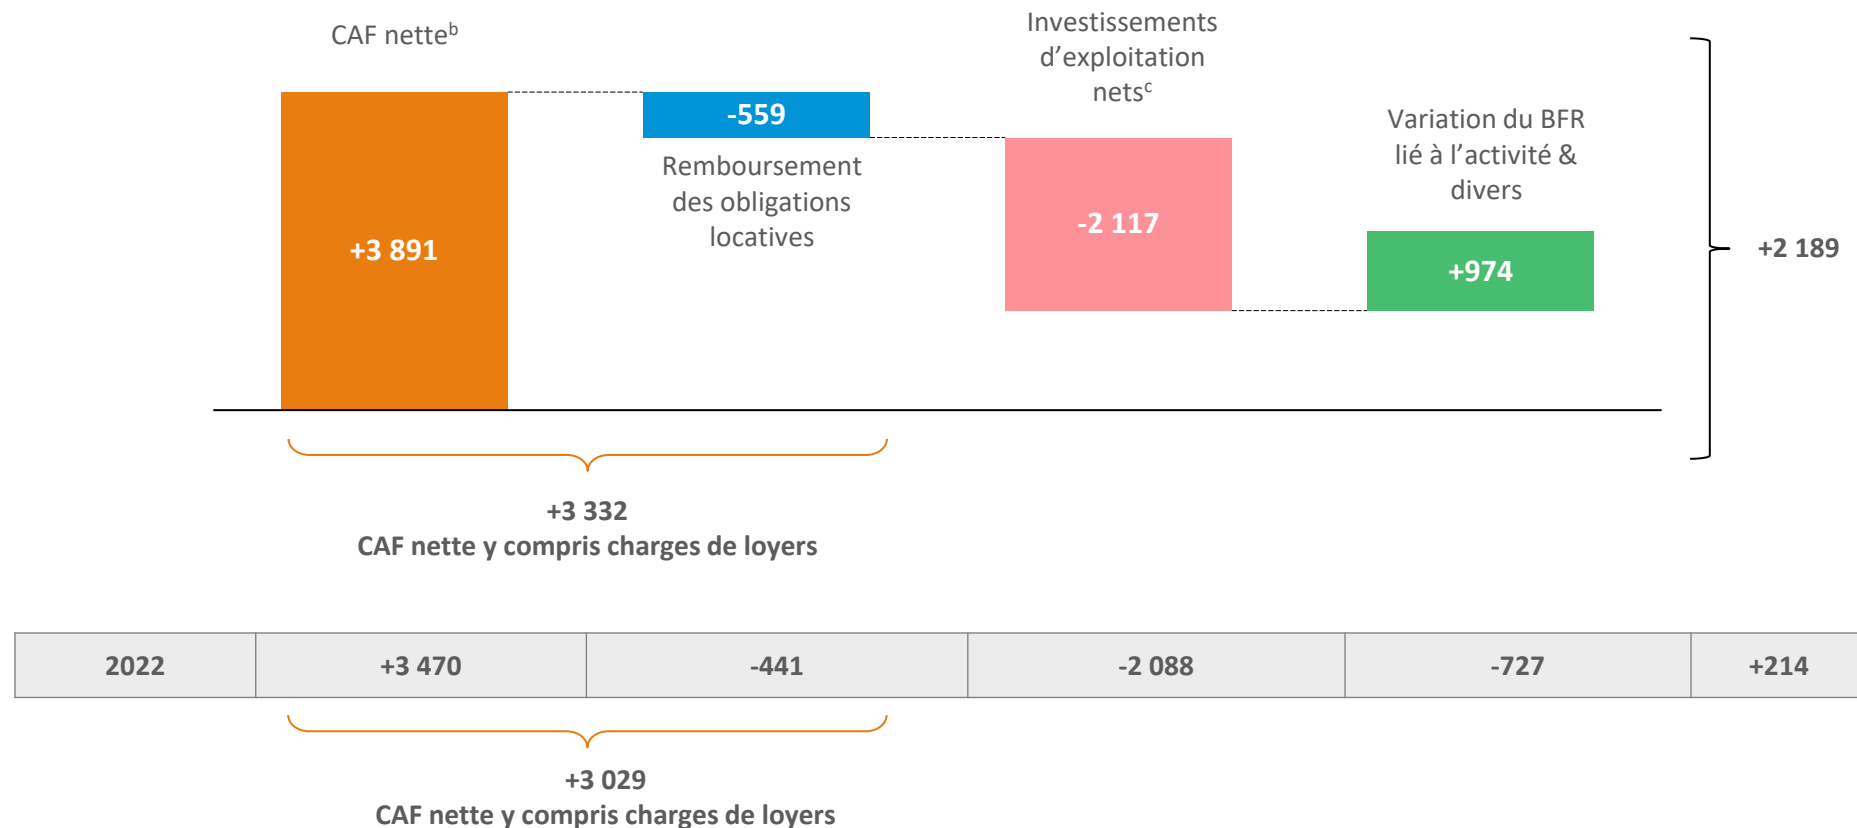 CAF netteᵇ
Investissements
d’exploitation
netsᶜ
-559
Variation du BFR
lié à l’activité &
divers
Remboursement
des obligations
locatives
+3 891
-2 117
+974
+2 189
+3 332
CAF nette y compris charges de loyers
2022 +3 470 -441 -2 088 -727 +214
+3 029
CAF nette y compris charges de loyers